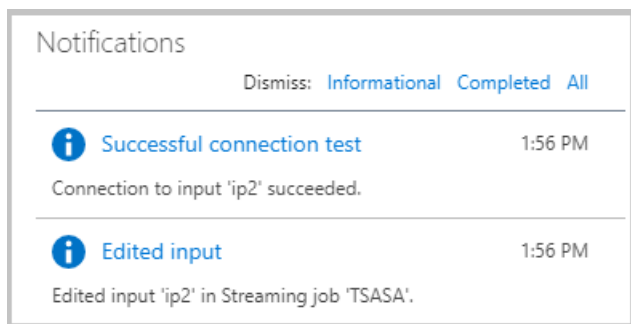 Notifications
Dismiss: Informational Completed All
Successful connection test 1:56 PM
Connection to input 'ip2' succeeded.
Edited input 1:56 PM
Edited input 'ip2' in Streaming job 'TSASA'.